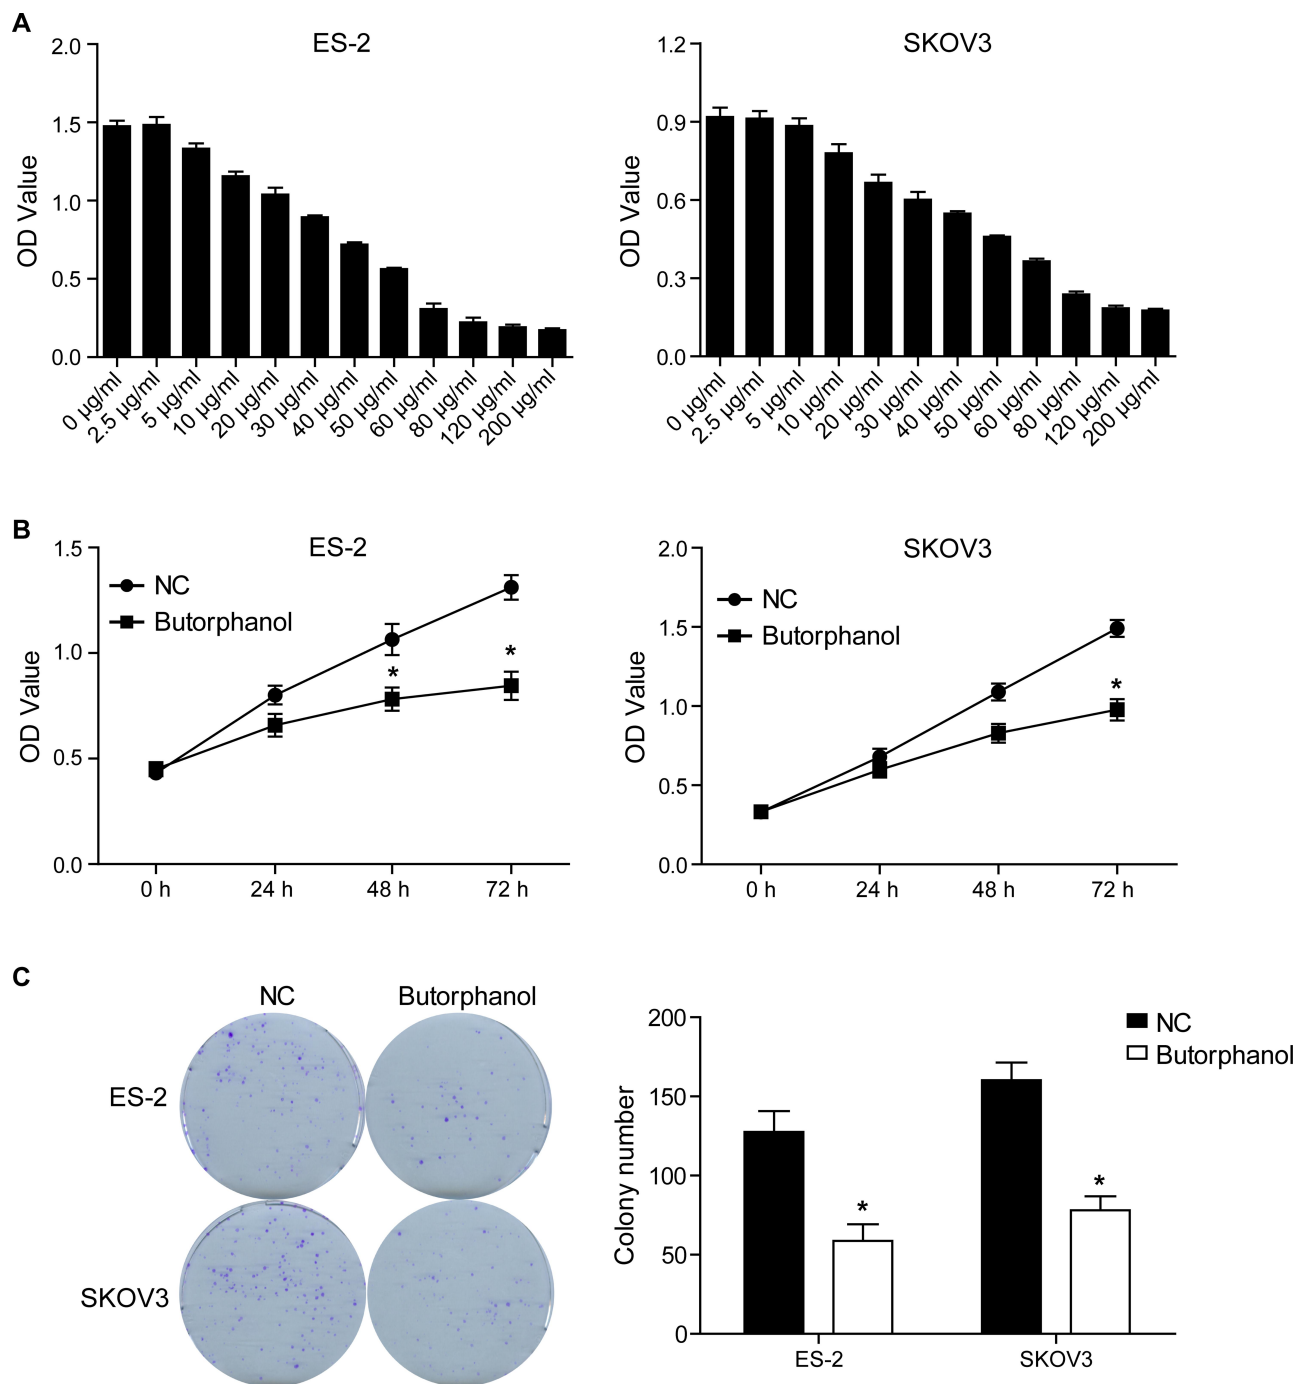 A
ES-2
OD Value
2.0
1.5
1.0
0.5
0.0
0 µg/ml
2.5 µg/ml
5 µg/ml
10 µg/ml
20 µg/ml
30 µg/ml
40 µg/ml
50 µg/ml
60 µg/ml
80 µg/ml
120 µg/ml
200 µg/ml
SKOV3
OD Value
1.2
0.9
0.6
0.3
0.0
0 µg/ml
2.5 µg/ml
5 µg/ml
10 µg/ml
20 µg/ml
30 µg/ml
40 µg/ml
50 µg/ml
60 µg/ml
80 µg/ml
120 µg/ml
200 µg/ml
B
ES-2
NC
Butorphanol
OD Value
1.5
1.0
0.5
0.0
*
*
0 h
24 h
48 h
72 h
SKOV3
NC
Butorphanol
OD Value
2.0
1.5
1.0
0.5
0.0
*
0 h
24 h
48 h
72 h
C
NC
Butorphanol
ES-2
SKOV3
NC
Butorphanol
Colony number
200
150
100
50
0
*
*
ES-2
SKOV3